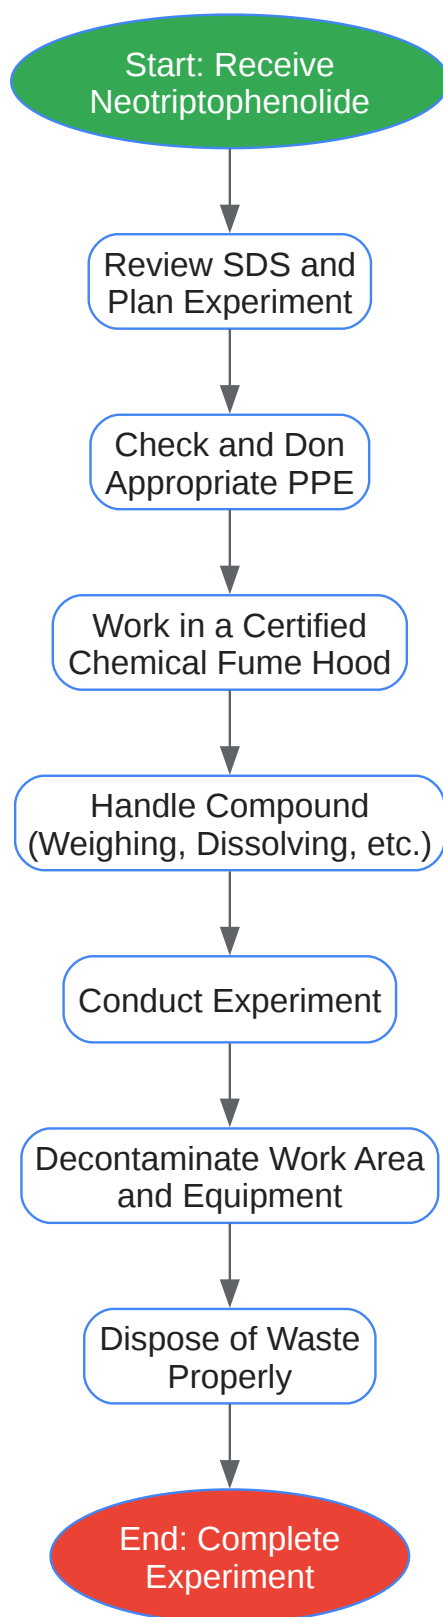 Start: Receive
Neotriptophenolide
Review SDS and
Plan Experiment
Check and Don
Appropriate PPE
Work in a Certified
Chemical Fume Hood
Handle Compound
(Weighing, Dissolving, etc.)
Conduct Experiment
Decontaminate Work Area
and Equipment
Dispose of Waste
Properly
End: Complete
Experiment